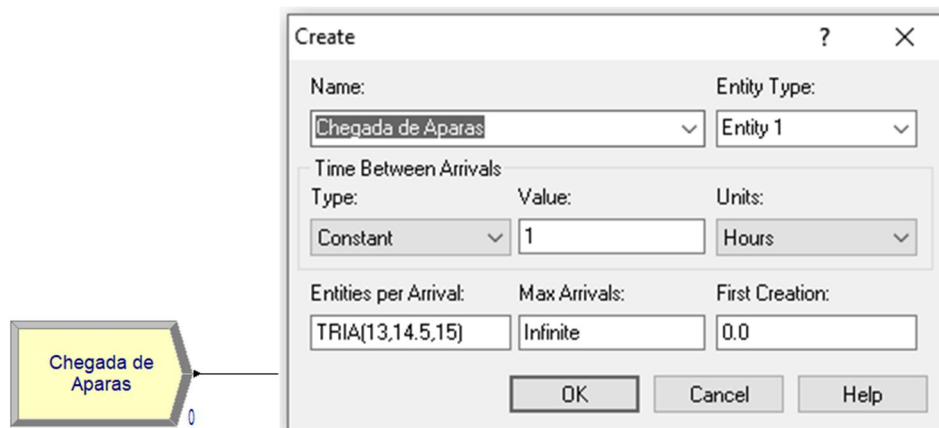 Create ? ×
Name: Entity Type:
Chegada de Aparas Entity 1
Time Between Arrivals
Type: Value: Units:
Constant 1 Hours
Entities per Arrival: Max Arrivals: First Creation:
TRIA(13,14.5,15) Infinite 0.0
OK Cancel Help
Chegada de
Aparas
0